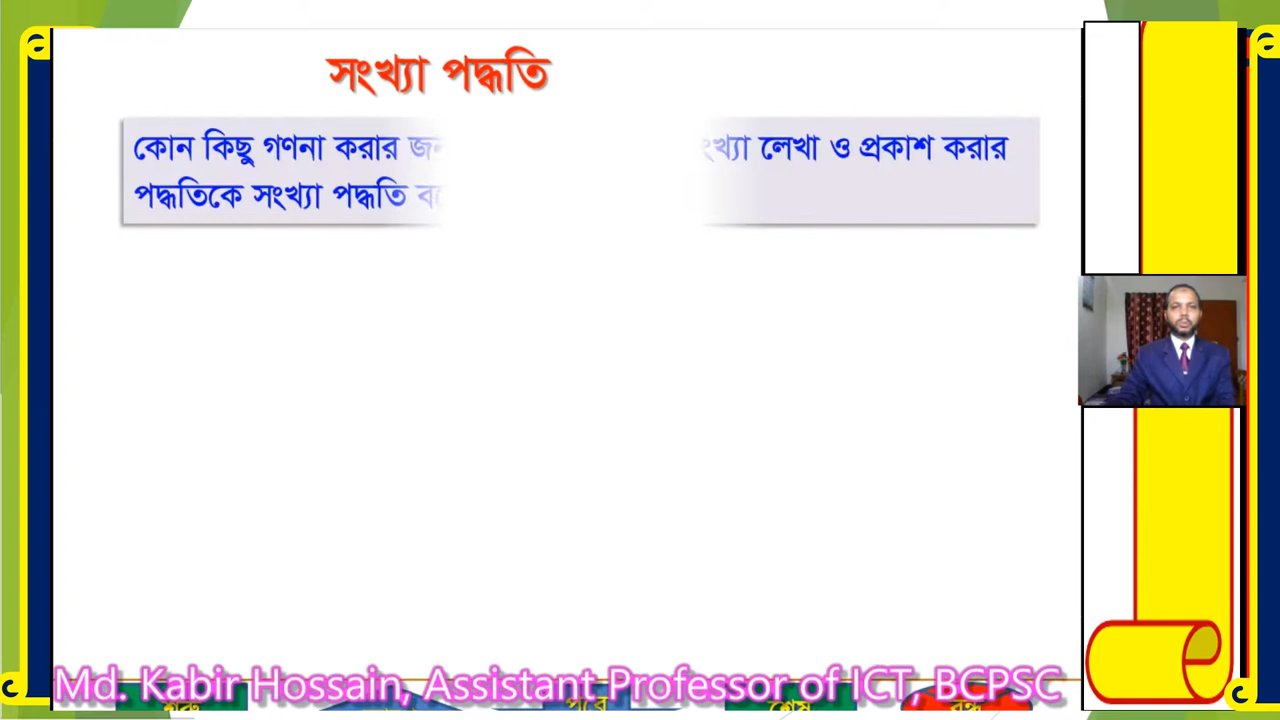 সংখ্যা পদ্ধতি
কোন কিছু গণনা করার লেখা ও প্রকাশ করার
পদ্ধতিকে সংখ্যা পদ্ধতি
Md. Kabir Hossain, Assistant Professor of ICT, BCPSC